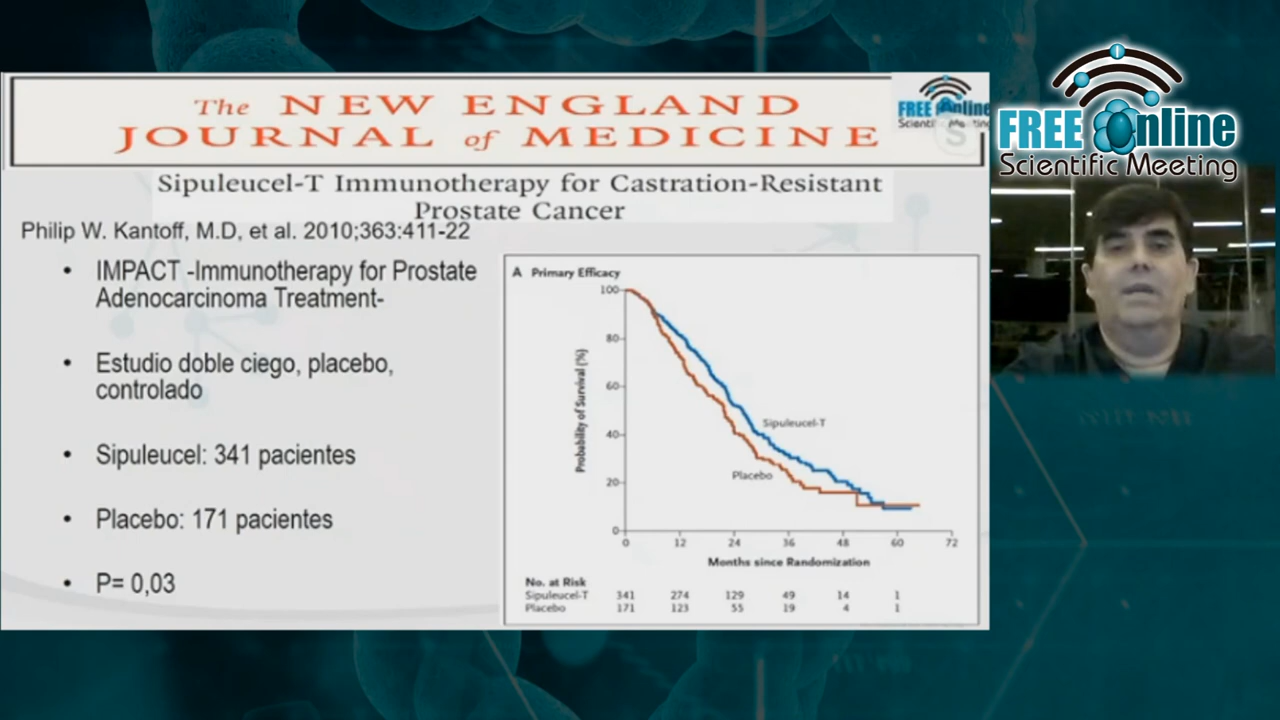 The NEW ENGLAND
JOURNAL of MEDICINE
FREE Online
Scientific Meeting
S
Sipuleucel-T Immunotherapy for Castration-Resistant
Prostate Cancer
Philip W. Kantoff, M.D, et al. 2010;363:411-22
• IMPACT -Immunotherapy for Prostate
Adenocarcinoma Treatment-
• Estudio doble ciego, placebo,
controlado
• Sipuleucel: 341 pacientes
• Placebo: 171 pacientes
• P= 0,03
A Primary Efficacy
Probability of Survival (%)
100
80
60
40
20
0
Sipuleucel-T
Placebo
0 12 24 36 48 60 72
Months since Randomization
No. at Risk
Sipuleucel-T 341 274 129 49 14 1
Placebo 171 123 55 19 4 1
FREE Online
Scientific Meeting